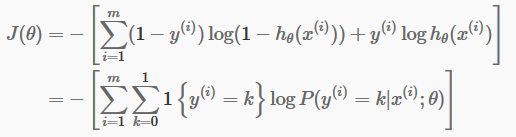 J(θ) = − [ ∑_{i=1}^{m} (1 − y^{(i)}) log(1 − h_θ(x^{(i)})) + y^{(i)} log h_θ(x^{(i)}) ]
= − [ ∑_{i=1}^{m} ∑_{k=0}^{1} 1 { y^{(i)} = k } log P(y^{(i)} = k|x^{(i)}; θ) ]